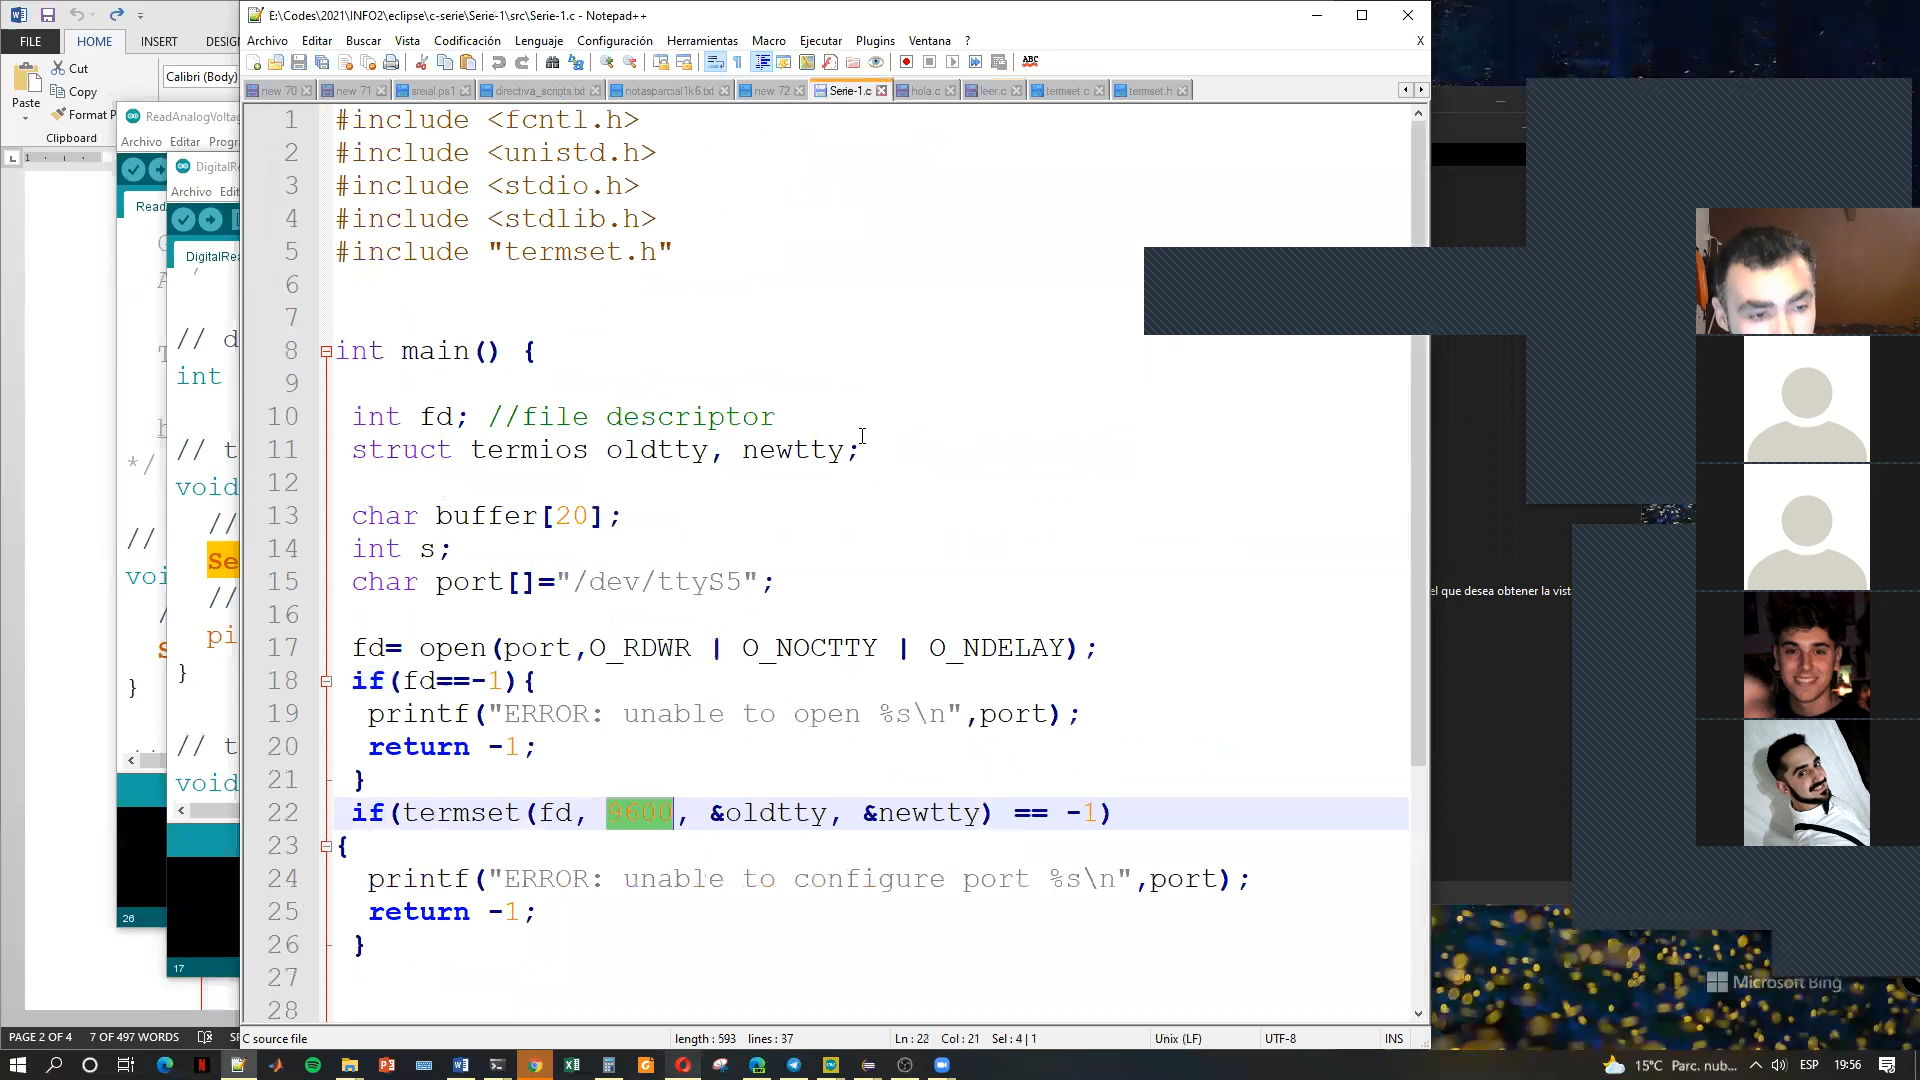 E:\Codes\2021\INFO2\eclipse\c-serie\Serie-1\src\Serie-1.c - Notepad++
FILE HOME INSERT DESIG
Archivo Editar Buscar Vista Codificación Lenguaje Configuración Herramientas Macro Ejecutar Plugins Ventana ? X
Cut
Calibri (Body)
Copy
Paste
Format P
Clipboard
new 70 new 71 sreial.ps1 directiva_scripts.txt notasparcial1k6.txt new 72 Serie-1.c hola.c leer.c termset.c termset.h
ReadAnalogVolta
Archivo Editar Progr
DigitalRe
Archivo Edit
Read
DigitalRe
// d
int
// t
void
//
Se
//
pi
}
// t
void
*/
//
voi
}
26
17
1 #include <fcntl.h>
2 #include <unistd.h>
3 #include <stdio.h>
4 #include <stdlib.h>
5 #include "termset.h"
6
7
8 int main() {
9
10 int fd; //file descriptor
11 struct termios oldtty, newtty;
12
13 char buffer[20];
14 int s;
15 char port[]="/dev/ttyS5";
16
17 fd= open(port,O_RDWR | O_NOCTTY | O_NDELAY);
18 if(fd==-1){
19 printf("ERROR: unable to open %s\n",port);
20 return -1;
21 }
22 if(termset(fd, 9600, &oldtty, &newtty) == -1)
23 {
24 printf("ERROR: unable to configure port %s\n",port);
25 return -1;
26 }
27
28
el que desea obtener la vist
Microsoft Bing
PAGE 2 OF 4 7 OF 497 WORDS
C source file length : 593 lines : 37 Ln : 22 Col : 21 Sel : 4 | 1 Unix (LF) UTF-8 INS
15°C Parc. nub... ESP 19:56